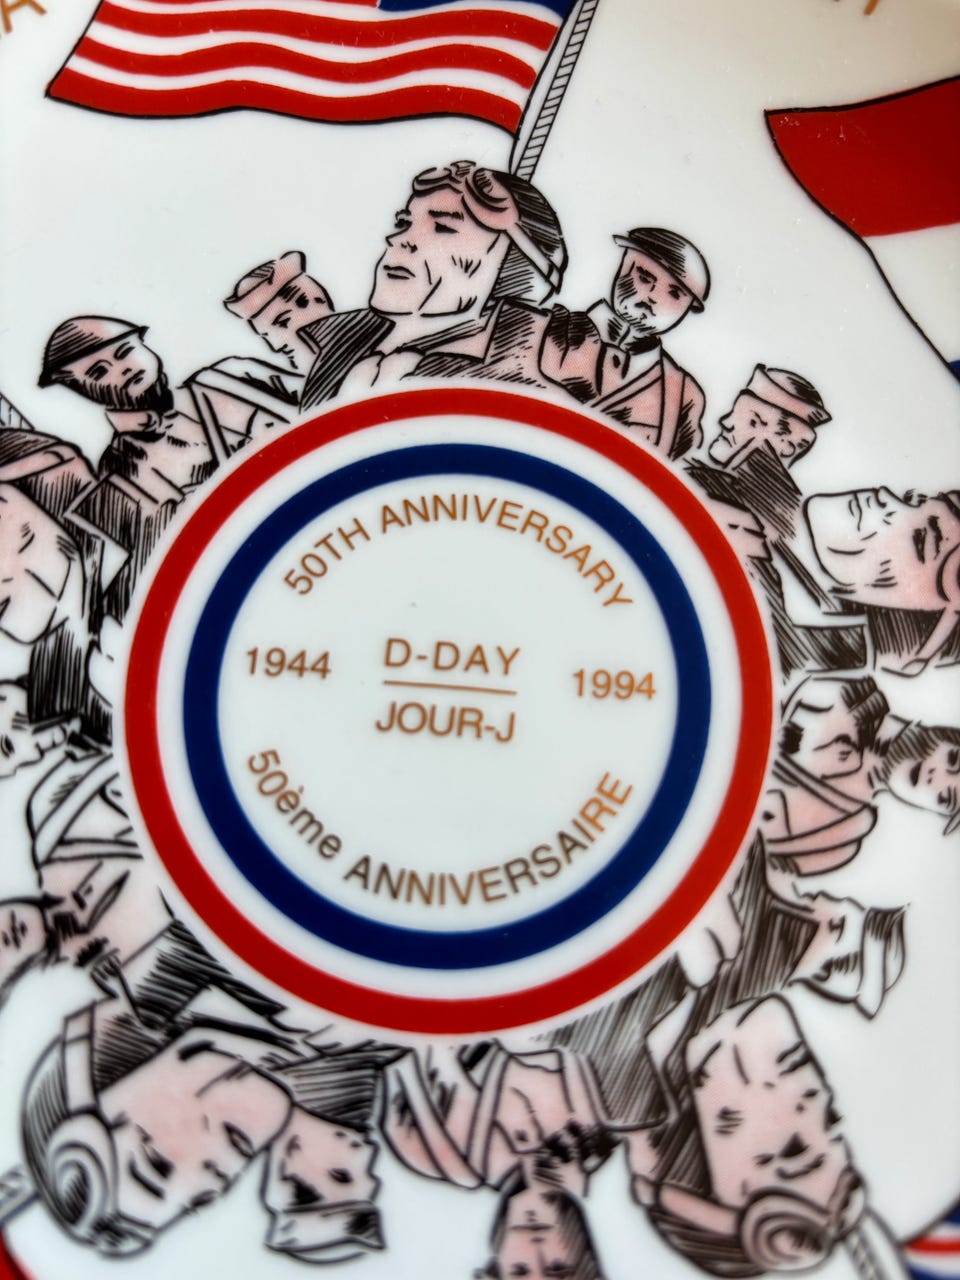 50TH ANNIVERSARY
1944 D-DAY 1994
JOUR-J
50ème ANNIVERSAIRE